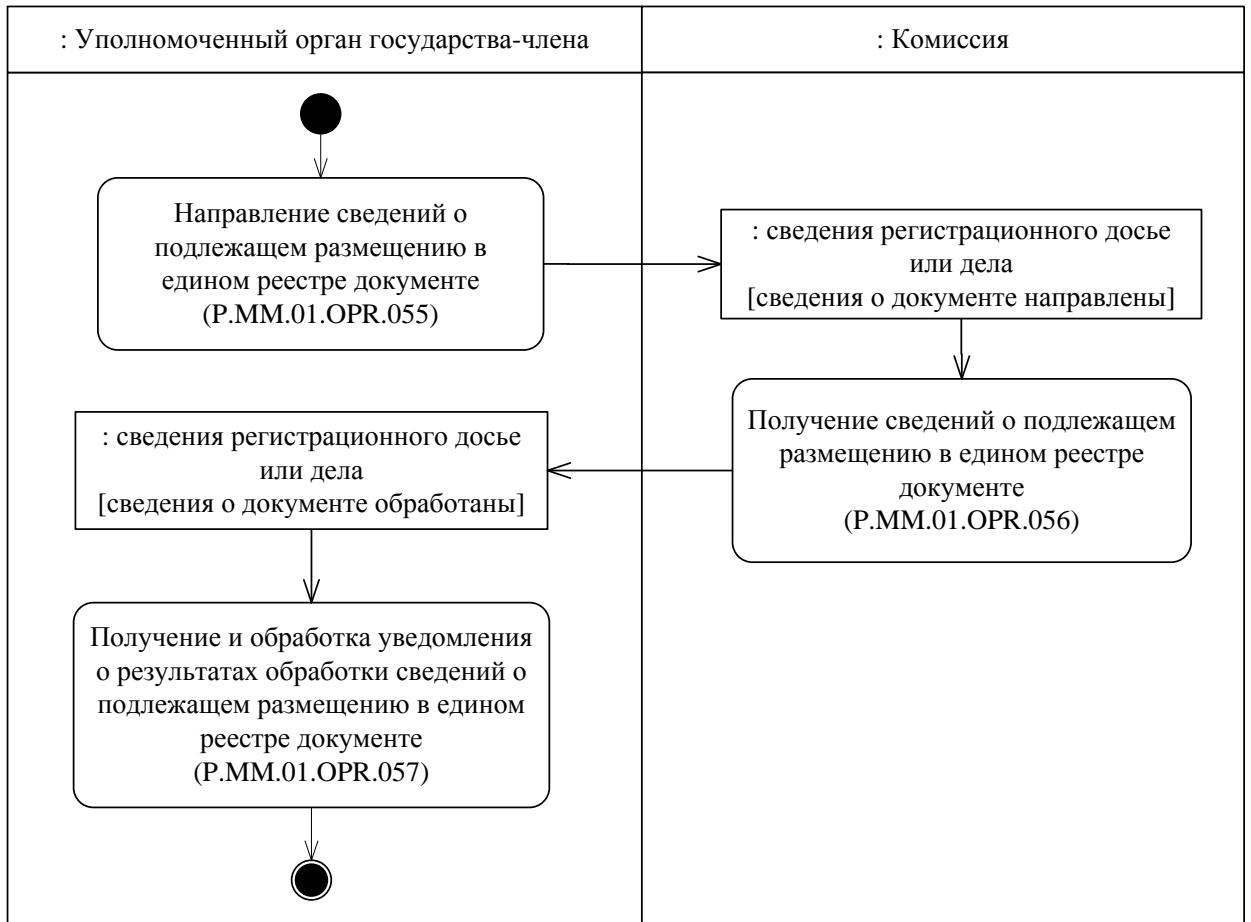 : Уполномоченный орган государства-члена
: Комиссия
Направление сведений о
подлежащем размещению в
едином реестре документе
(P.MM.01.OPR.055)
: сведения регистрационного досье
или дела
[сведения о документе направлены]
Получение сведений о подлежащем
размещению в едином реестре
документе
(P.MM.01.OPR.056)
: сведения регистрационного досье
или дела
[сведения о документе обработаны]
Получение и обработка уведомления
о результатах обработки сведений о
подлежащем размещению в едином
реестре документе
(P.MM.01.OPR.057)